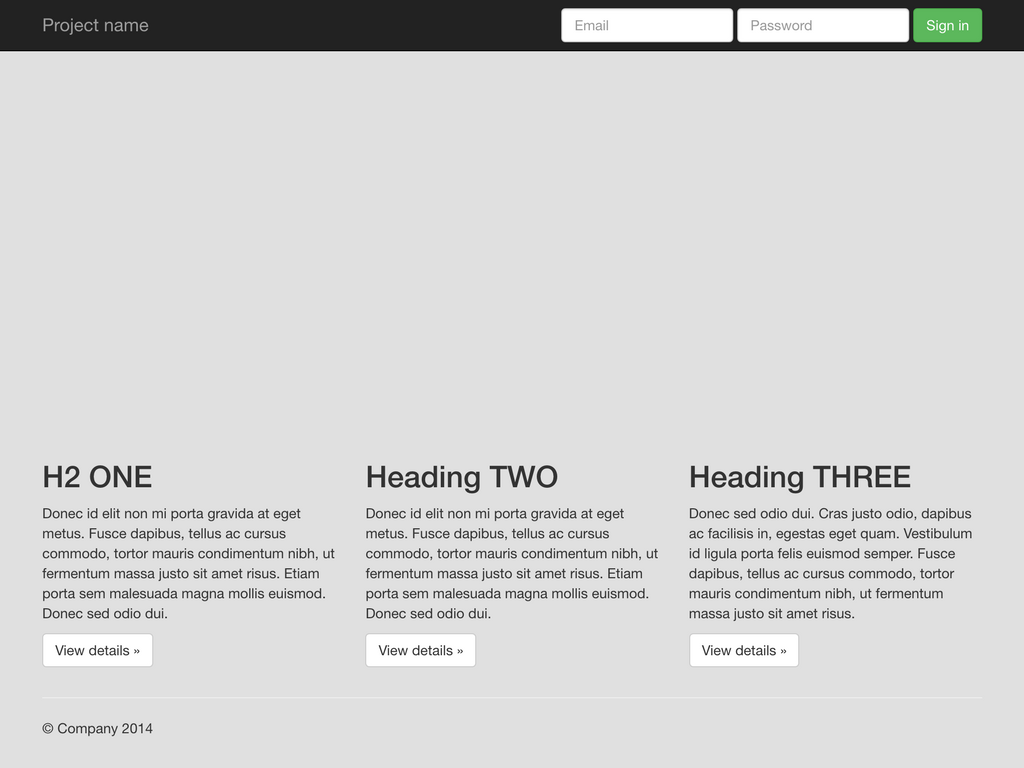 Project name
Email
Password
Sign in
H2 ONE
Donec id elit non mi porta gravida at eget
metus. Fusce dapibus, tellus ac cursus
commodo, tortor mauris condimentum nibh, ut
fermentum massa justo sit amet risus. Etiam
porta sem malesuada magna mollis euismod.
Donec sed odio dui.
View details »
Heading TWO
Donec id elit non mi porta gravida at eget
metus. Fusce dapibus, tellus ac cursus
commodo, tortor mauris condimentum nibh, ut
fermentum massa justo sit amet risus. Etiam
porta sem malesuada magna mollis euismod.
Donec sed odio dui.
View details »
Heading THREE
Donec sed odio dui. Cras justo odio, dapibus
ac facilisis in, egestas eget quam. Vestibulum
id ligula porta felis euismod semper. Fusce
dapibus, tellus ac cursus commodo, tortor
mauris condimentum nibh, ut fermentum
massa justo sit amet risus.
View details »
© Company 2014